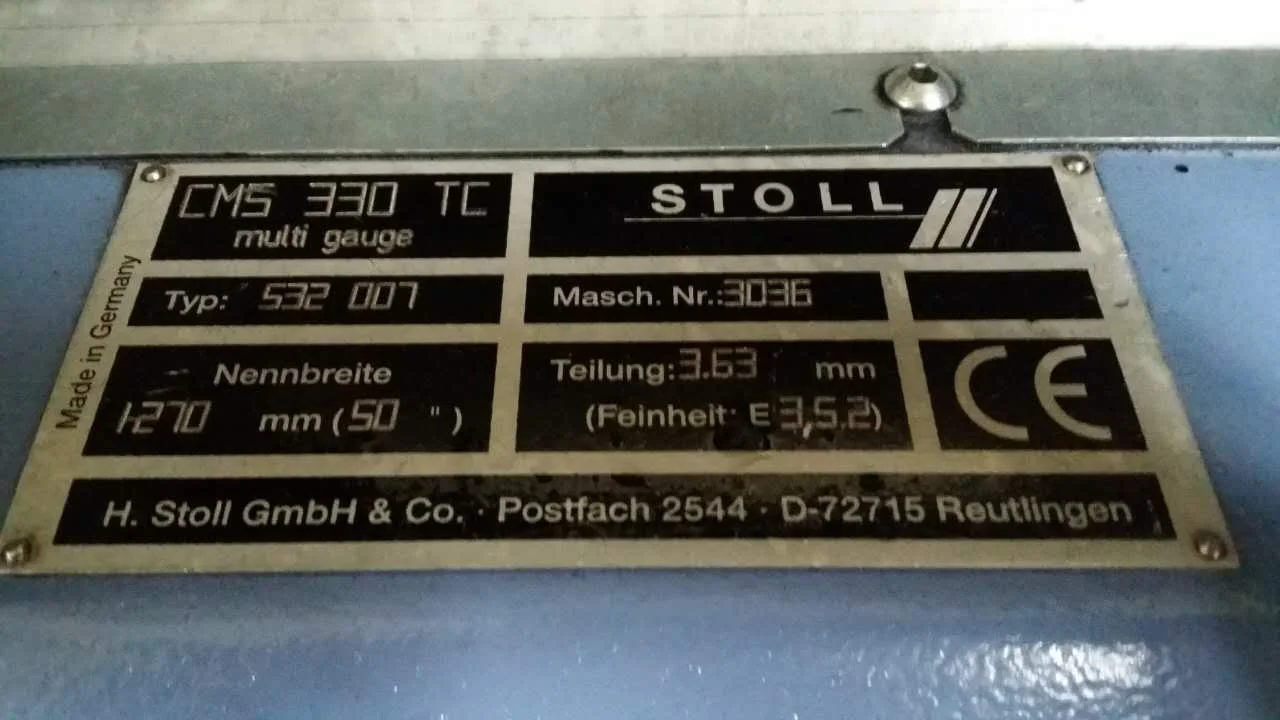 CMS 330 TC
multi gauge
STOLL
Typ: 532 007
Masch. Nr.: 3036
Made in Germany
Nennbreite
1270 mm (50 ")
Teilung: 3.63 mm
(Feinheit: E 3,5.2)
CE
H. Stoll GmbH & Co. · Postfach 2544 · D-72715 Reutlingen